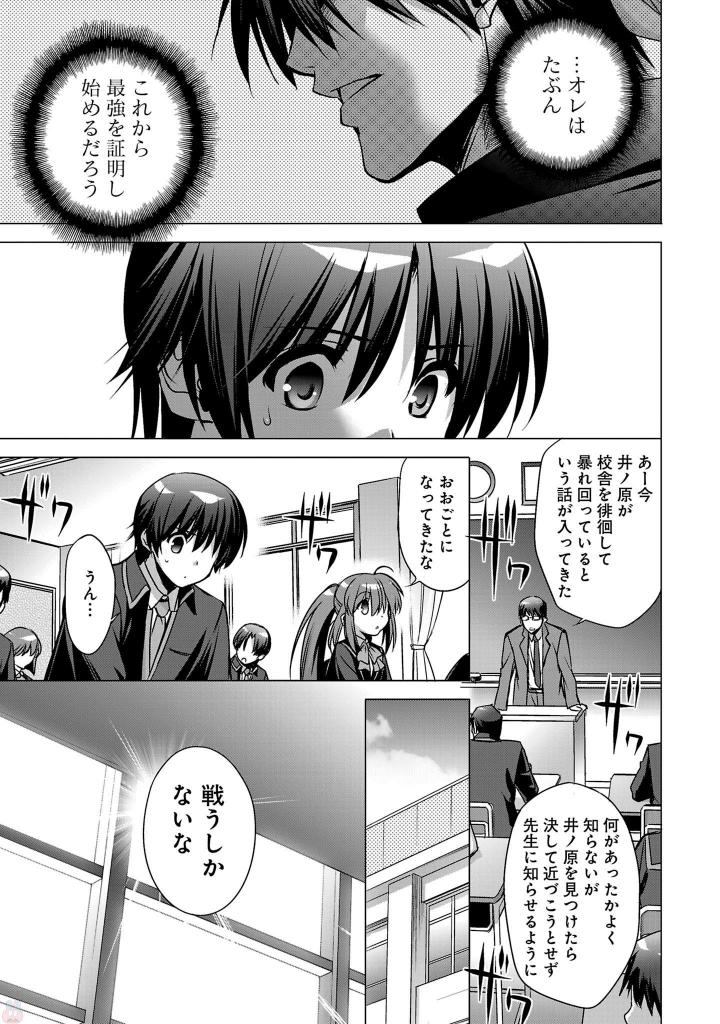 …オレは
たぶん
これから
最強を証明し
始めるだろう
あー今
井ノ原が
校舎を徘徊して
暴れ回っていると
いう話が入ってきた
ザワ
おおごとに
なってきたな
ザワ
うん…
ザワ
ザワ
何があったかよく
知らないが
井ノ原を見つけたら
決して近づこうとせず
先生に知らせるように
ザワ
戦うしか
ないな